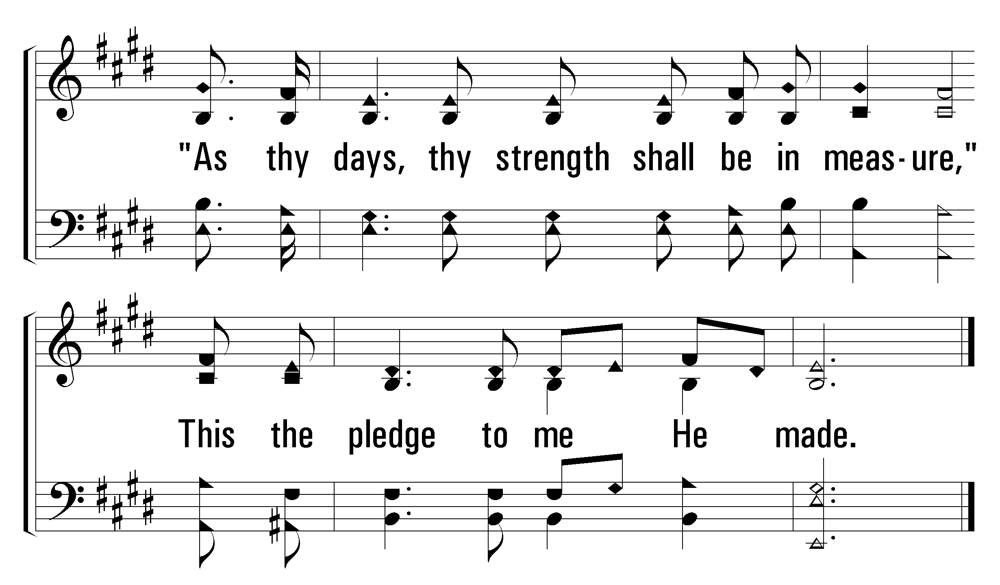 "As thy days, thy strength shall be in meas-ure,"
This the pledge to me He made.